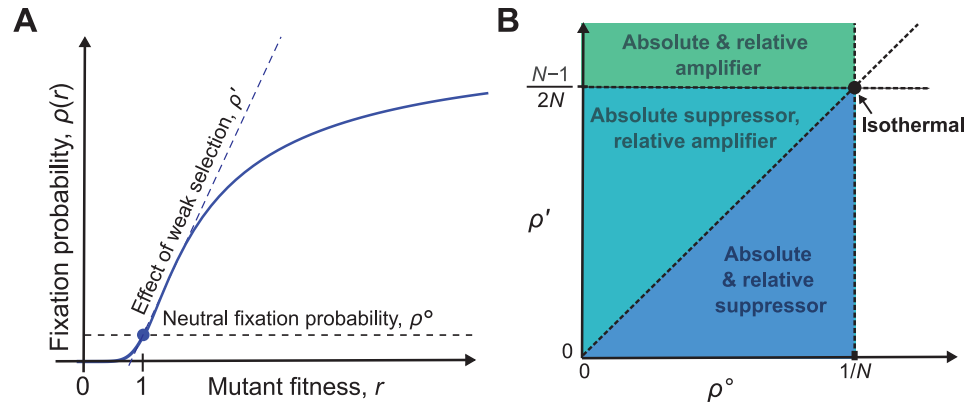 A
Fixation probability, ρ(r)
Effect of weak selection, ρ′
Neutral fixation probability, ρ°
0
1
Mutant fitness, r
B
Absolute & relative
amplifier
N−1
2N
Absolute suppressor,
relative amplifier
Isothermal
ρ′
Absolute
& relative
suppressor
0
0
1/N
ρ°